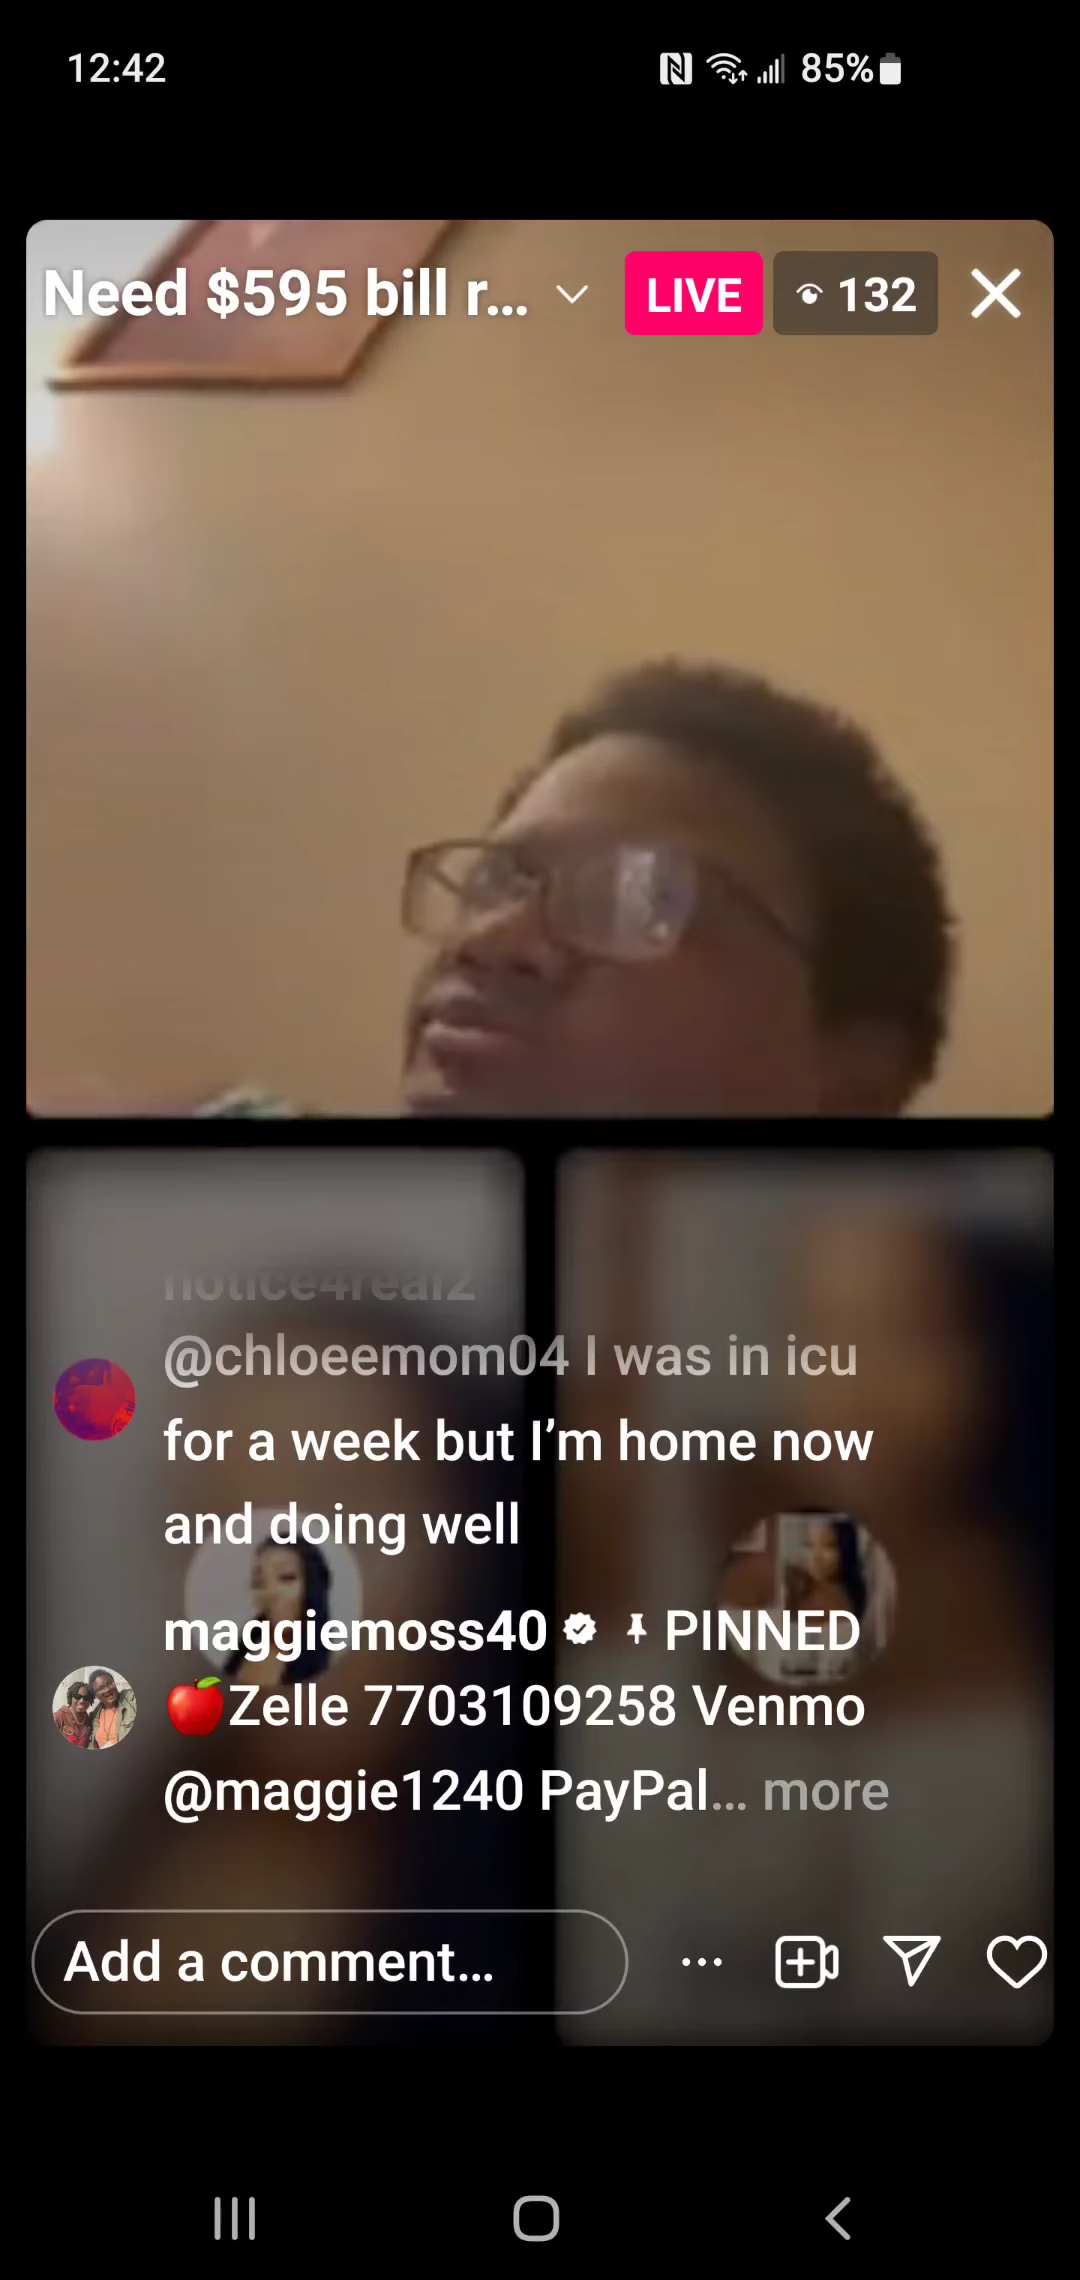 12:42
85%
Need $595 bill r...
LIVE
132
notice4real2
@chloeemom04 I was in icu
for a week but I’m home now
and doing well
maggiemoss40 PINNED
🍎Zelle 7703109258 Venmo
@maggie1240 PayPal... more
Add a comment...